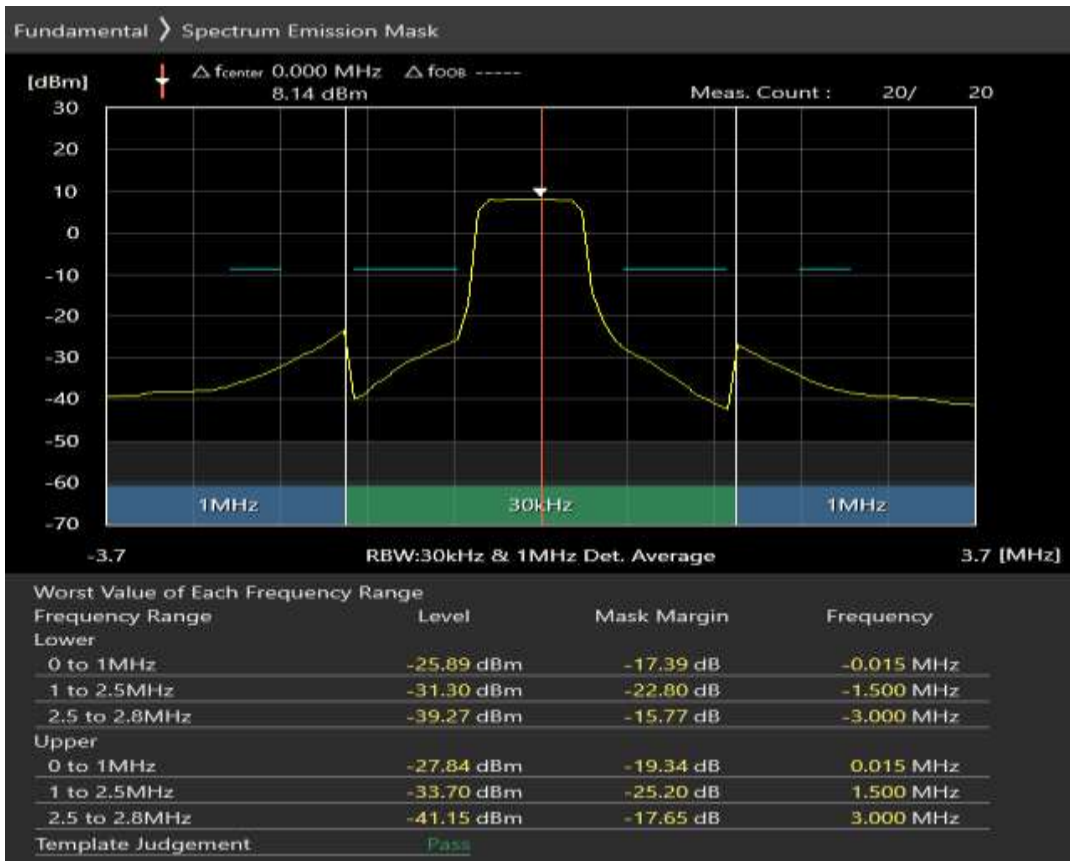 Fundamental ❭ Spectrum Emission Mask
[dBm] △ fcenter 0.000 MHz △ fOOB -----
8.14 dBm Meas. Count : 20/ 20
30
20
10
0
-10
-20
-30
-40
-50
-60
1MHz 30kHz 1MHz
-70
-3.7 RBW:30kHz & 1MHz Det. Average 3.7 [MHz]
Worst Value of Each Frequency Range
Frequency Range Level Mask Margin Frequency
Lower
0 to 1MHz -25.89 dBm -17.39 dB -0.015 MHz
1 to 2.5MHz -31.30 dBm -22.80 dB -1.500 MHz
2.5 to 2.8MHz -39.27 dBm -15.77 dB -3.000 MHz
Upper
0 to 1MHz -27.84 dBm -19.34 dB 0.015 MHz
1 to 2.5MHz -33.70 dBm -25.20 dB 1.500 MHz
2.5 to 2.8MHz -41.15 dBm -17.65 dB 3.000 MHz
Template Judgement Pass